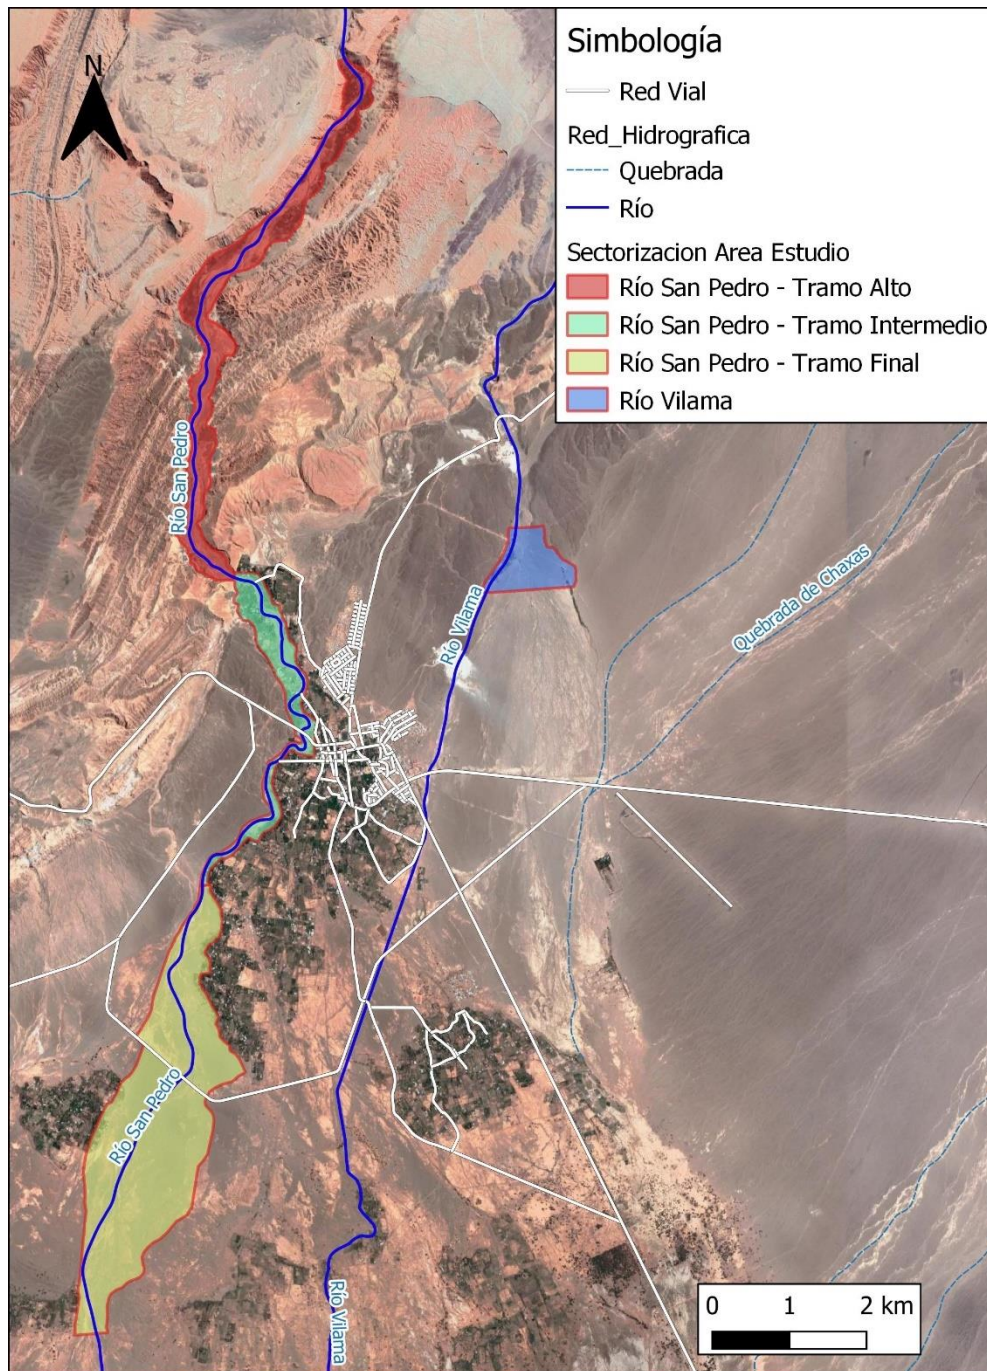 N
Simbología
Red Vial
Red_Hidrografica
Quebrada
Río
Sectorizacion Area Estudio
Río San Pedro - Tramo Alto
Río San Pedro - Tramo Intermedio
Río San Pedro - Tramo Final
Río Vilama
Río San Pedro
Río Vilama
Quebrada de Chaxas
Río San Pedro
Río Vilama
0 1 2 km